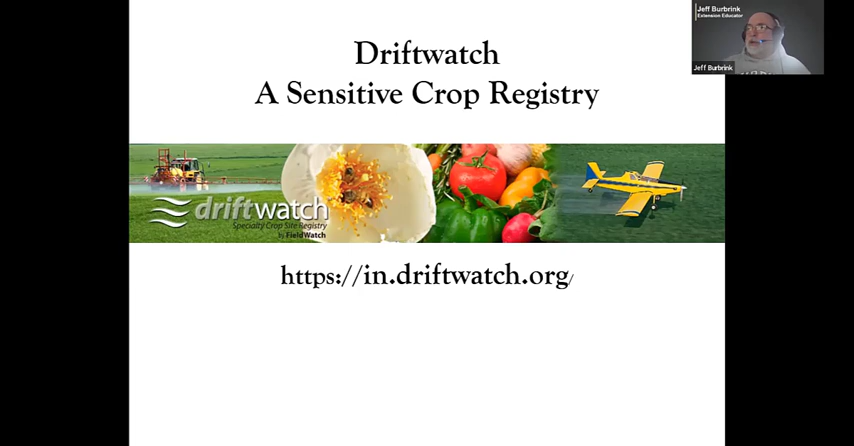 Jeff Burbrink
Extension Educator
Jeff Burbrink
Driftwatch
A Sensitive Crop Registry
driftwatch
Specialty Crop Site Registry
by FieldWatch
https://in.driftwatch.org/